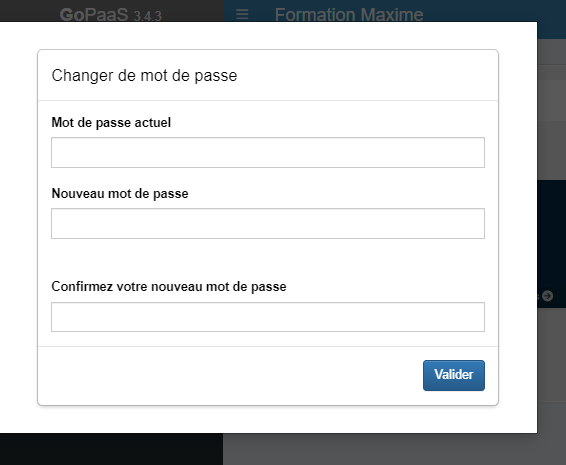 GoPaaS 3.4.3
Formation Maxime
Changer de mot de passe
Mot de passe actuel
Nouveau mot de passe
Confirmez votre nouveau mot de passe
Valider